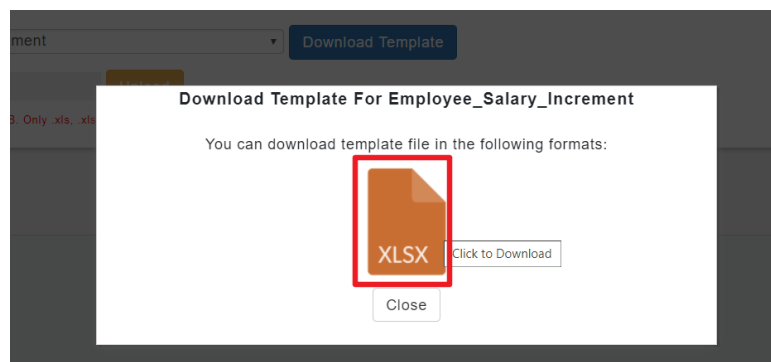 ment
Download Template
Upload
B. Only .xls, .xls
Download Template For Employee_Salary_Increment
You can download template file in the following formats:
XLSX
Click to Download
Close